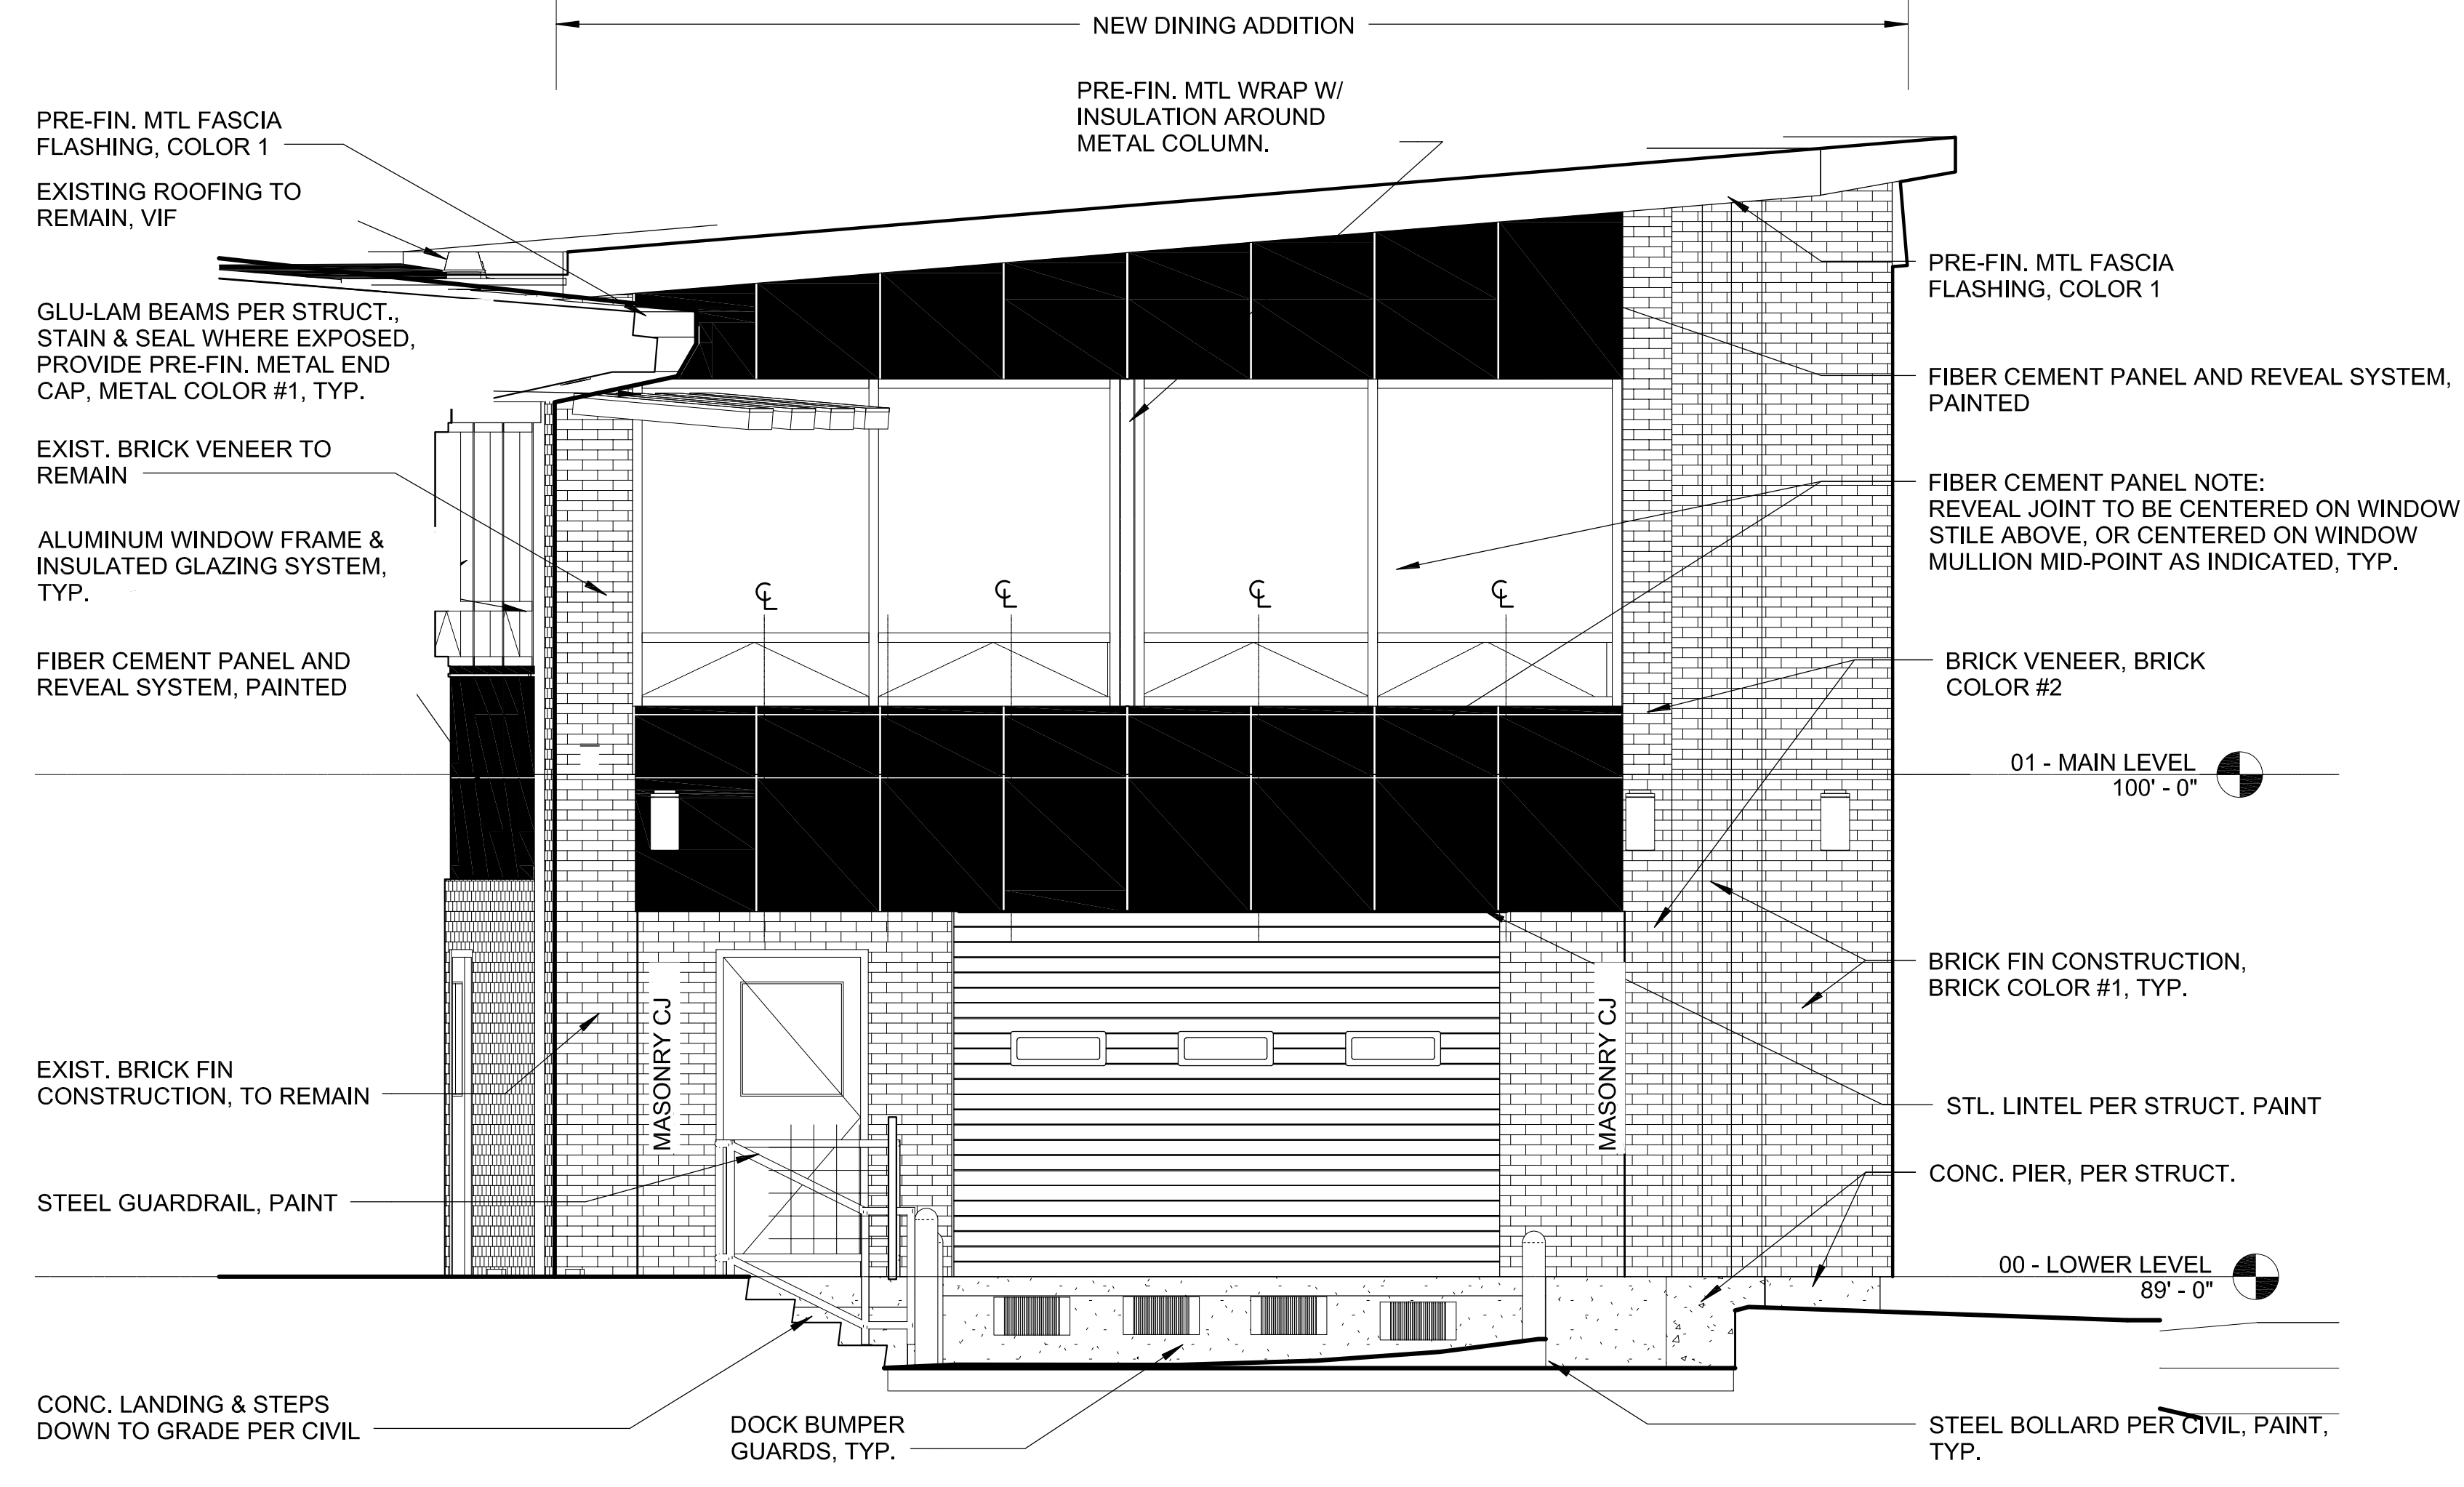 NEW DINING ADDITION
PRE-FIN. MTL WRAP W/
INSULATION AROUND
METAL COLUMN.
PRE-FIN. MTL FASCIA
FLASHING, COLOR 1
EXISTING ROOFING TO
REMAIN, VIF
GLU-LAM BEAMS PER STRUCT.,
STAIN & SEAL WHERE EXPOSED,
PROVIDE PRE-FIN. METAL END
CAP, METAL COLOR #1, TYP.
EXIST. BRICK VENEER TO
REMAIN
ALUMINUM WINDOW FRAME &
INSULATED GLAZING SYSTEM,
TYP.
FIBER CEMENT PANEL AND
REVEAL SYSTEM, PAINTED
EXIST. BRICK FIN
CONSTRUCTION, TO REMAIN
STEEL GUARDRAIL, PAINT
CONC. LANDING & STEPS
DOWN TO GRADE PER CIVIL
DOCK BUMPER
GUARDS, TYP.
℄
℄
℄
℄
MASONRY CJ
MASONRY CJ
PRE-FIN. MTL FASCIA
FLASHING, COLOR 1
FIBER CEMENT PANEL AND REVEAL SYSTEM,
PAINTED
FIBER CEMENT PANEL NOTE:
REVEAL JOINT TO BE CENTERED ON WINDOW
STILE ABOVE, OR CENTERED ON WINDOW
MULLION MID-POINT AS INDICATED, TYP.
BRICK VENEER, BRICK
COLOR #2
01 - MAIN LEVEL
100' - 0"
BRICK FIN CONSTRUCTION,
BRICK COLOR #1, TYP.
STL. LINTEL PER STRUCT. PAINT
CONC. PIER, PER STRUCT.
00 - LOWER LEVEL
89' - 0"
STEEL BOLLARD PER CIVIL, PAINT,
TYP.